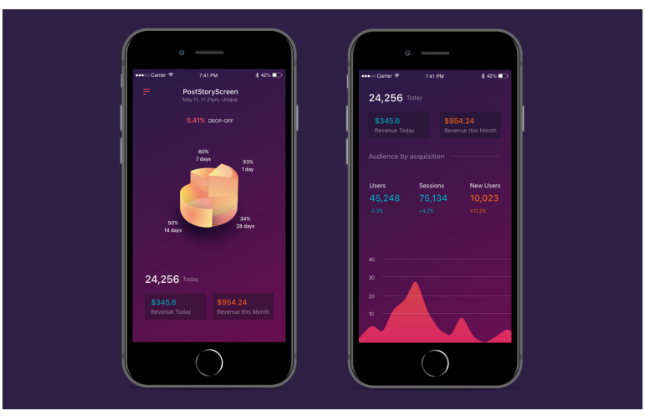 Carrier 7:41 PM 42%
PostStoryScreen
May 11, 11:35pm, Unique
0.41% DROP-OFF
60%
7 days
93%
1 day
50%
14 days
34%
28 days
24,256 Today
$345.6
Revenue Today
$954.24
Revenue this Month
Carrier 7:41 PM 42%
24,256 Today
$345.6
Revenue Today
$954.24
Revenue this Month
Audience by acquisition
Users
45,248
-2.3%
Sessions
75,134
+4.2%
New Users
10,023
+11.2%
40
30
20
10